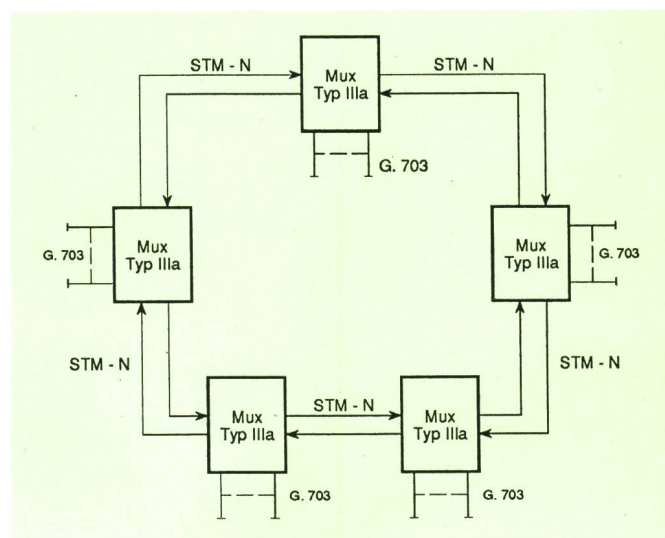 STM - N
STM - N
Mux
Typ IIIa
G. 703
Mux
Typ IIIa
G. 703
Mux
Typ IIIa
G. 703
STM - N
STM - N
Mux
Typ IIIa
STM - N
Mux
Typ IIIa
G. 703
G. 703